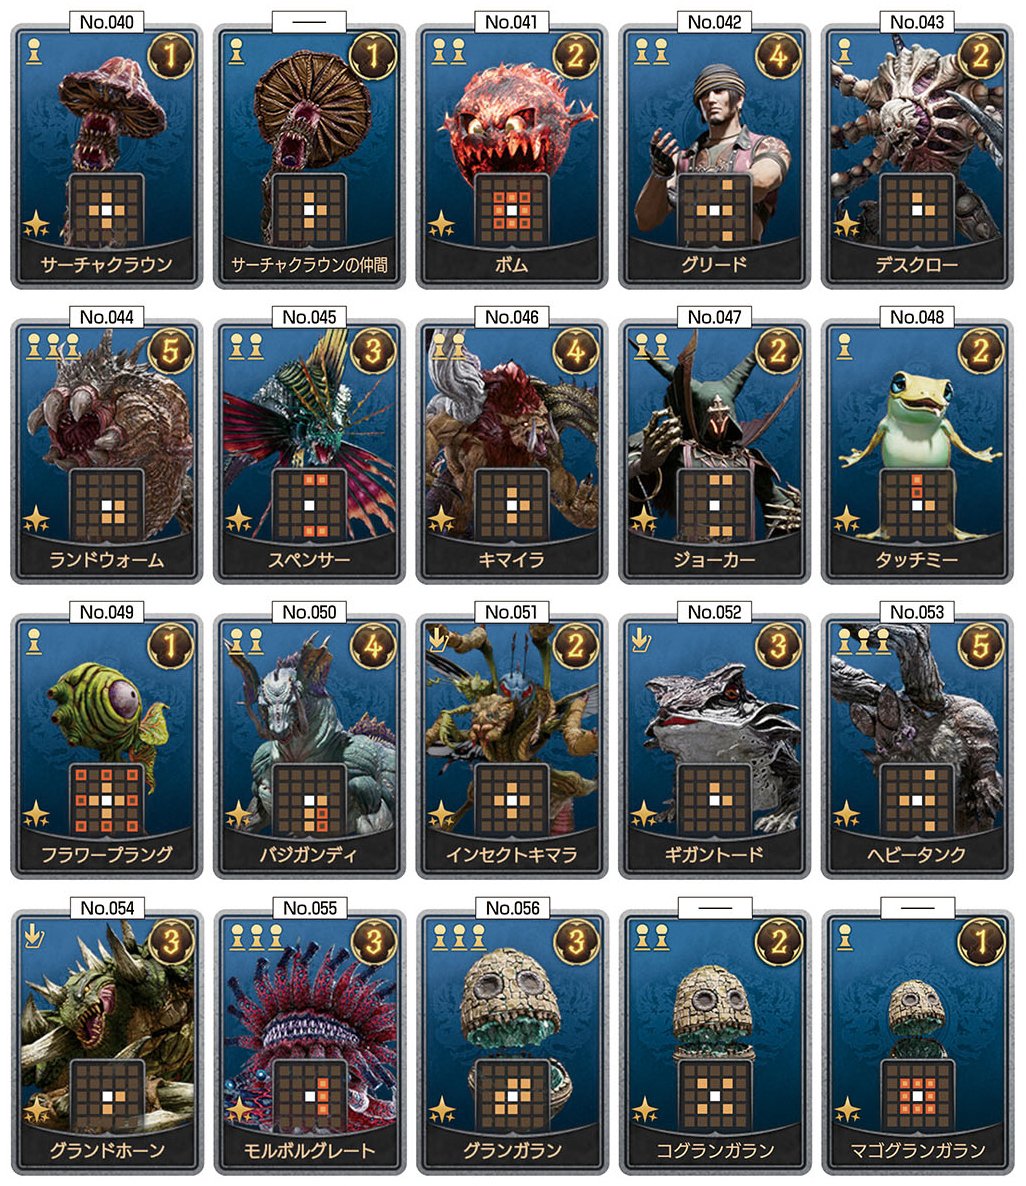 No.040
1
サーチャクラウン
—
1
サーチャクラウンの仲間
No.041
2
ボム
No.042
4
グリード
No.043
2
デスクロー
No.044
5
ランドウォーム
No.045
3
スペンサー
No.046
4
キマイラ
No.047
2
ジョーカー
No.048
2
タッチミー
No.049
1
フラワープラング
No.050
4
バジガンディ
No.051
2
インセクトキマラ
No.052
3
ギガントード
No.053
5
ヘビータンク
No.054
3
グランドホーン
No.055
3
モルボルグレート
No.056
3
グランガラン
—
2
コグランガラン
—
1
マゴグランガラン